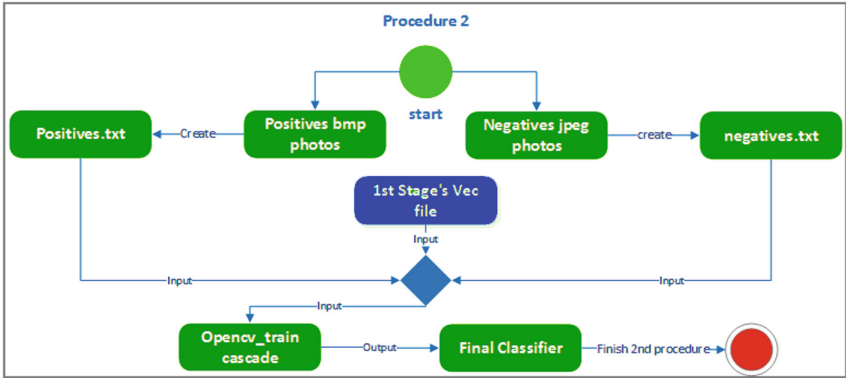 Procedure 2
start
Positives.txt
Create
Positives bmp
photos
Negatives jpeg
photos
create
negatives.txt
1st Stage's Vec
file
Input
Input
Input
Input
Opencv_train
cascade
Output
Final Classifier
Finish 2nd procedure